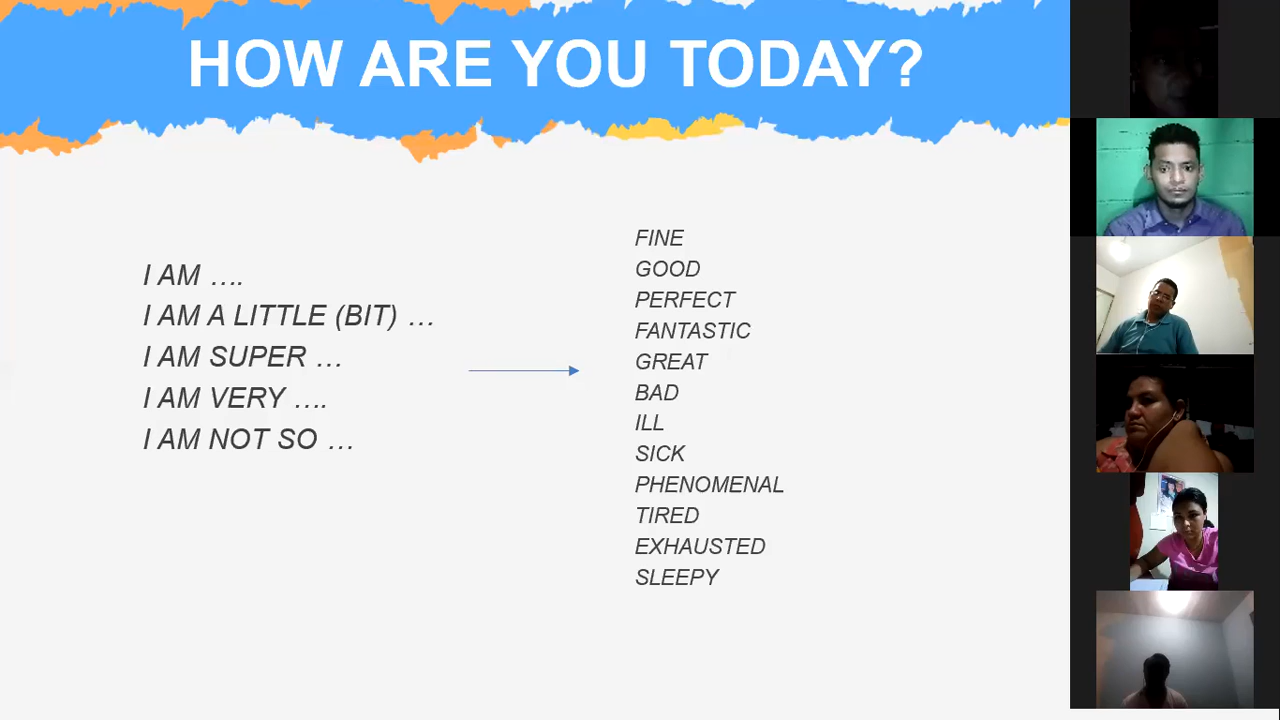 HOW ARE YOU TODAY?
I AM ….
I AM A LITTLE (BIT) …
I AM SUPER …
I AM VERY ….
I AM NOT SO …
FINE
GOOD
PERFECT
FANTASTIC
GREAT
BAD
ILL
SICK
PHENOMENAL
TIRED
EXHAUSTED
SLEEPY